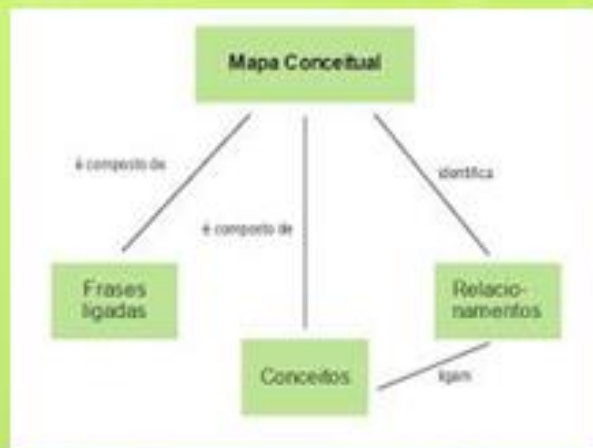 Mapa Conceitual
é composto de
identifica
é composto de
Frases
ligadas
Relacio-
namentos
Conceitos
ligam